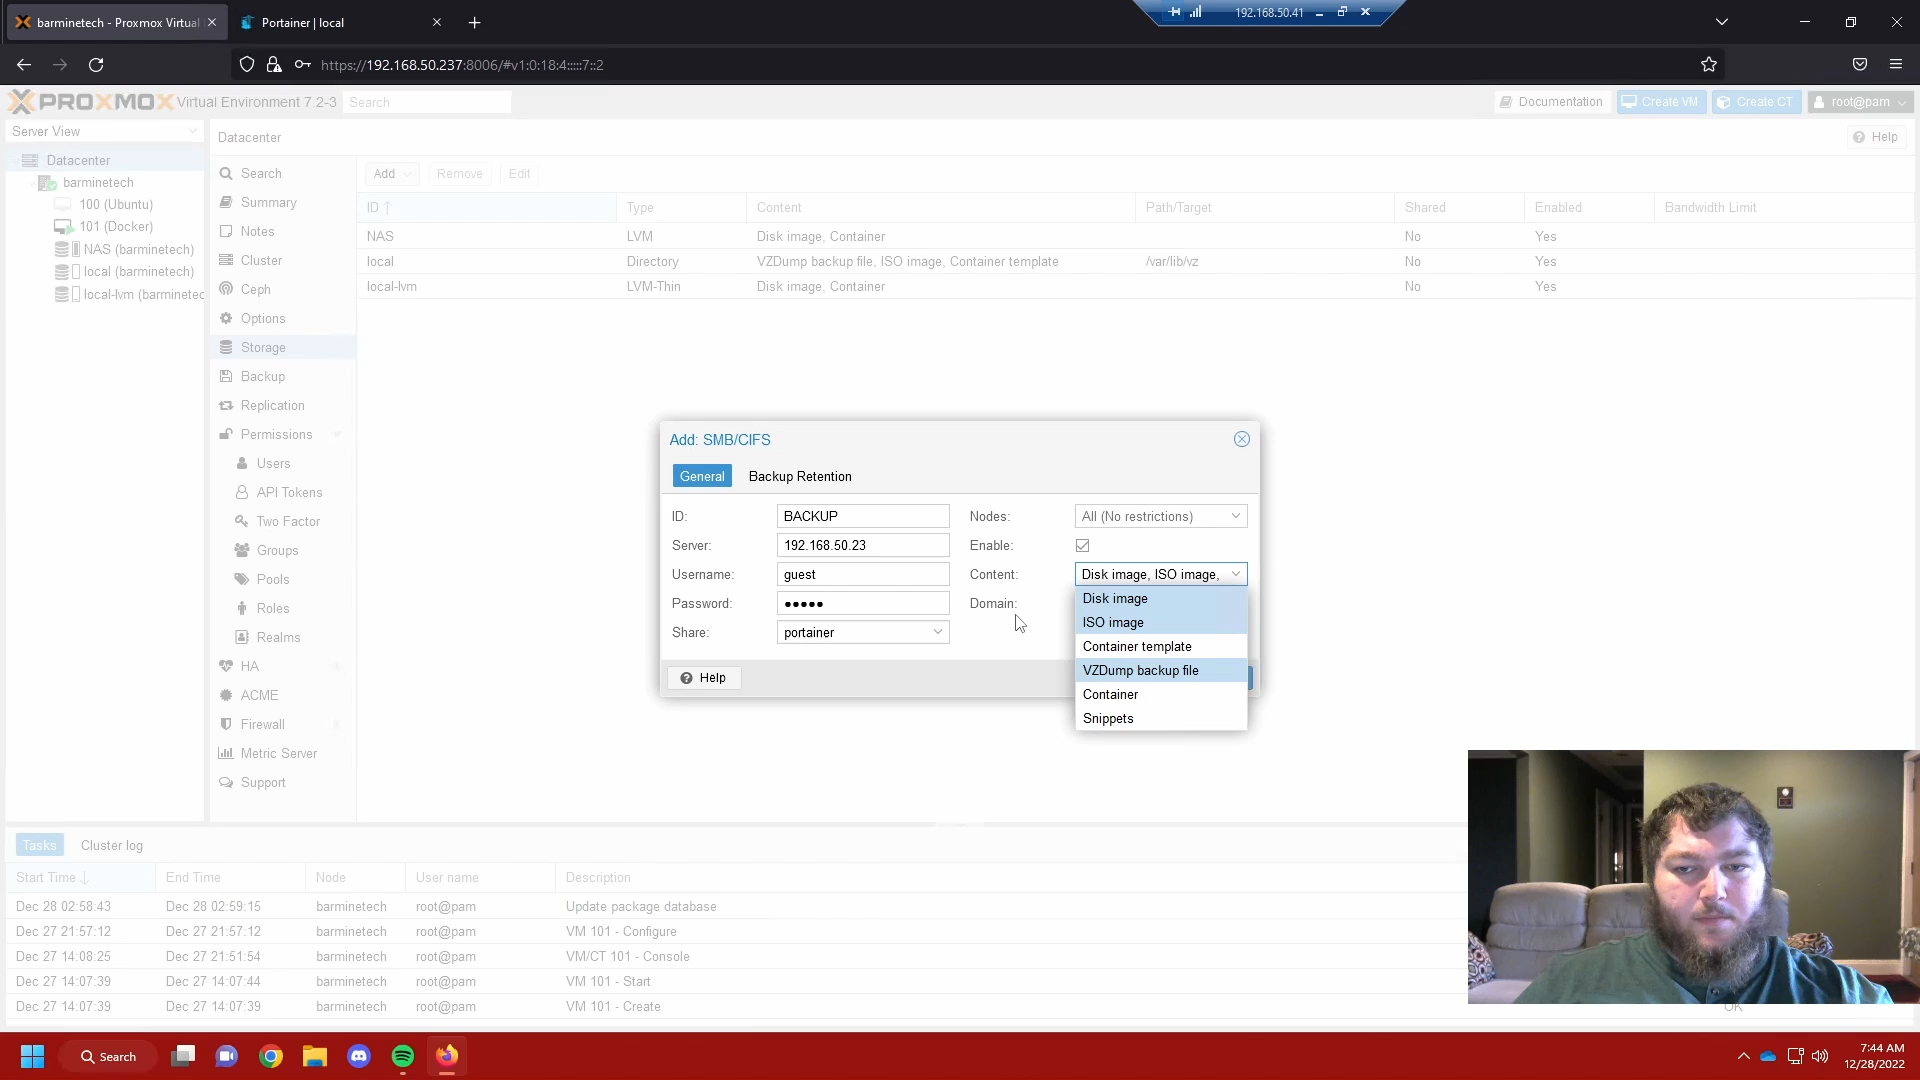 barminetech - Proxmox Virtual
Portainer | local
192.168.50.41
https://192.168.50.237:8006/#v1:0:18:4:::::7::2
PROXMOX Virtual Environment 7.2-3
Search
Documentation
Create VM
Create CT
root@pam
Server View
Datacenter
Help
Datacenter
barminetech
100 (Ubuntu)
101 (Docker)
NAS (barminetech)
local (barminetech)
local-lvm (barminetec
Search
Summary
Notes
Cluster
Ceph
Options
Storage
Backup
Replication
Permissions
Users
API Tokens
Two Factor
Groups
Pools
Roles
Realms
HA
ACME
Firewall
Metric Server
Support
Add
Remove
Edit
ID Type Content Path/Target Shared Enabled Bandwidth Limit
NAS LVM Disk image, Container No Yes
local Directory VZDump backup file, ISO image, Container template /var/lib/vz No Yes
local-lvm LVM-Thin Disk image, Container No Yes
Add: SMB/CIFS
General
Backup Retention
ID: BACKUP
Server: 192.168.50.23
Username: guest
Password: ●●●●●
Share: portainer
Nodes: All (No restrictions)
Enable:
Content: Disk image, ISO image,
Domain:
Disk image
ISO image
Container template
VZDump backup file
Container
Snippets
Help
Tasks
Cluster log
Start Time End Time Node User name Description
Dec 28 02:58:43 Dec 28 02:59:15 barminetech root@pam Update package database
Dec 27 21:57:12 Dec 27 21:57:12 barminetech root@pam VM 101 - Configure
Dec 27 14:08:25 Dec 27 21:51:54 barminetech root@pam VM/CT 101 - Console
Dec 27 14:07:39 Dec 27 14:07:44 barminetech root@pam VM 101 - Start
Dec 27 14:07:39 Dec 27 14:07:39 barminetech root@pam VM 101 - Create
OK
Search
7:44 AM
12/28/2022